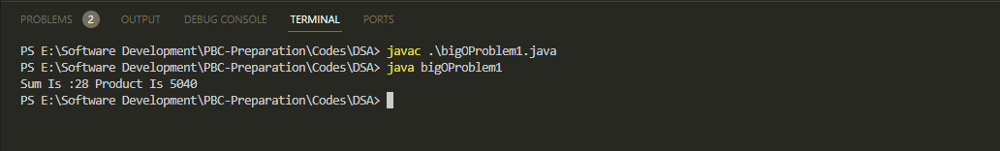 PROBLEMS 2 OUTPUT DEBUG CONSOLE TERMINAL PORTS
PS E:\Software Development\PBC-Preparation\Codes\DSA> javac .\bigOProblem1.java
PS E:\Software Development\PBC-Preparation\Codes\DSA> java bigOProblem1
Sum Is :28 Product Is 5040
PS E:\Software Development\PBC-Preparation\Codes\DSA>